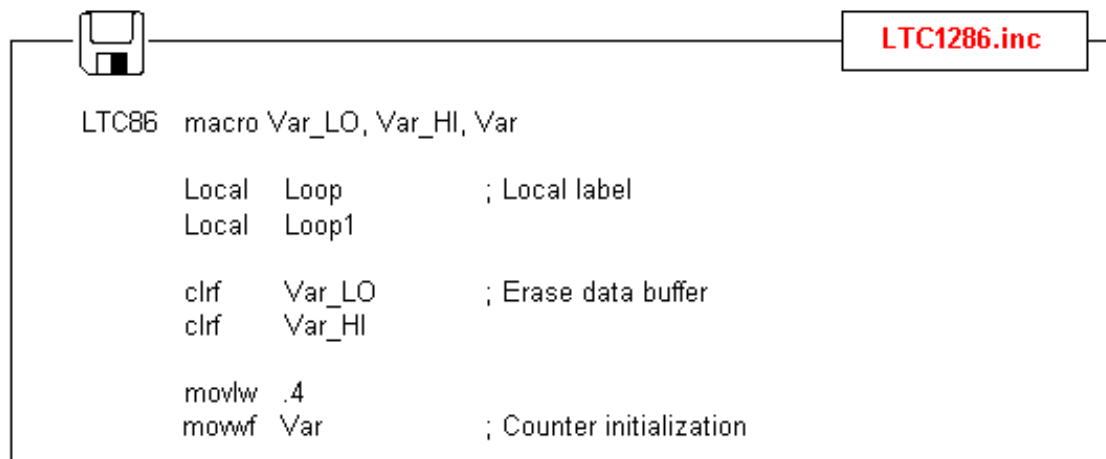 LTC1286.inc
LTC86 macro Var_LO, Var_HI, Var
Local Loop ; Local label
Local Loop1
clrf Var_LO ; Erase data buffer
clrf Var_HI
movlw .4
movwf Var ; Counter initialization